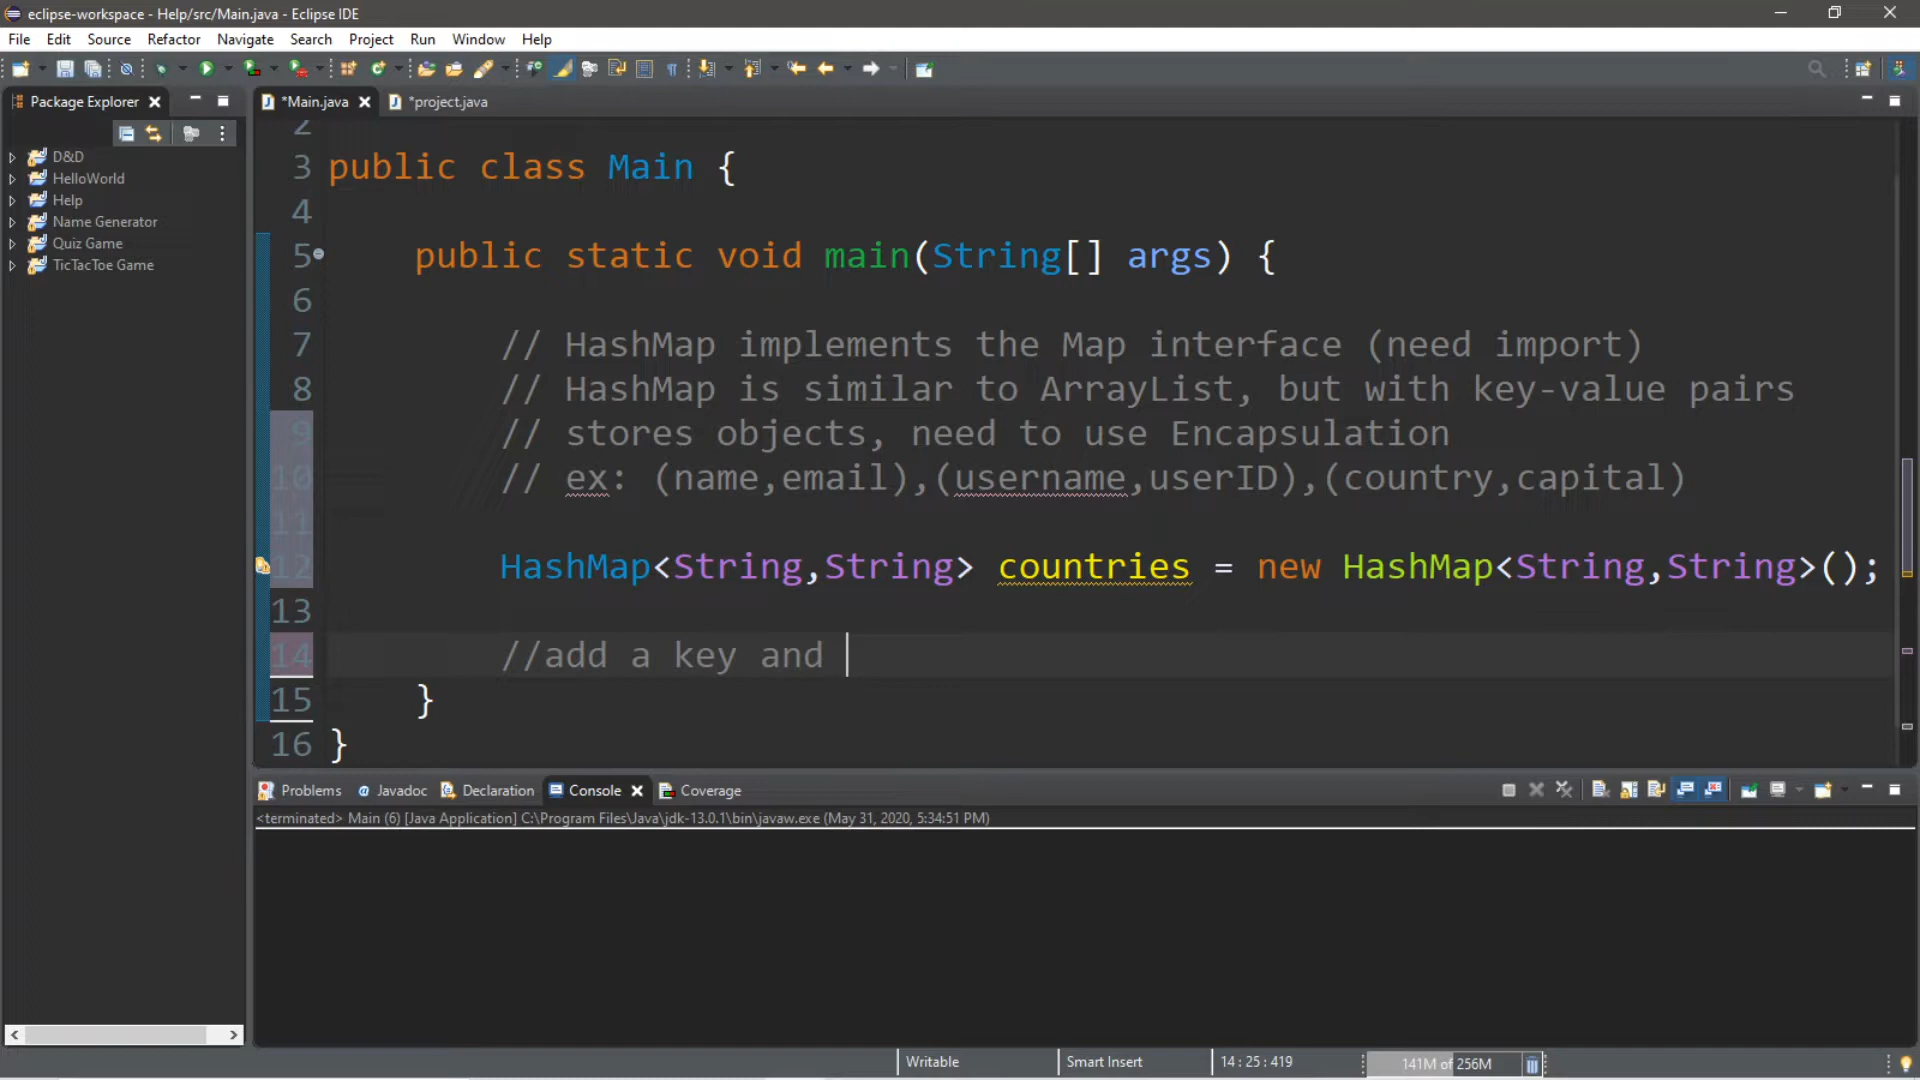 eclipse-workspace - Help/src/Main.java - Eclipse IDE
File Edit Source Refactor Navigate Search Project Run Window Help
Package Explorer
*Main.java *project.java
D&D
HelloWorld
Help
Name Generator
Quiz Game
TicTacToe Game
2
3 public class Main {
4
5 public static void main(String[] args) {
6
7 // HashMap implements the Map interface (need import)
8 // HashMap is similar to ArrayList, but with key-value pairs
9 // stores objects, need to use Encapsulation
10 // ex: (name,email),(username,userID),(country,capital)
11
12 HashMap<String,String> countries = new HashMap<String,String>();
13
14 //add a key and
15 }
16 }
Problems Javadoc Declaration Console Coverage
<terminated> Main (6) [Java Application] C:\Program Files\Java\jdk-13.0.1\bin\javaw.exe (May 31, 2020, 5:34:51 PM)
Writable Smart Insert 14 : 25 : 419 141M of 256M